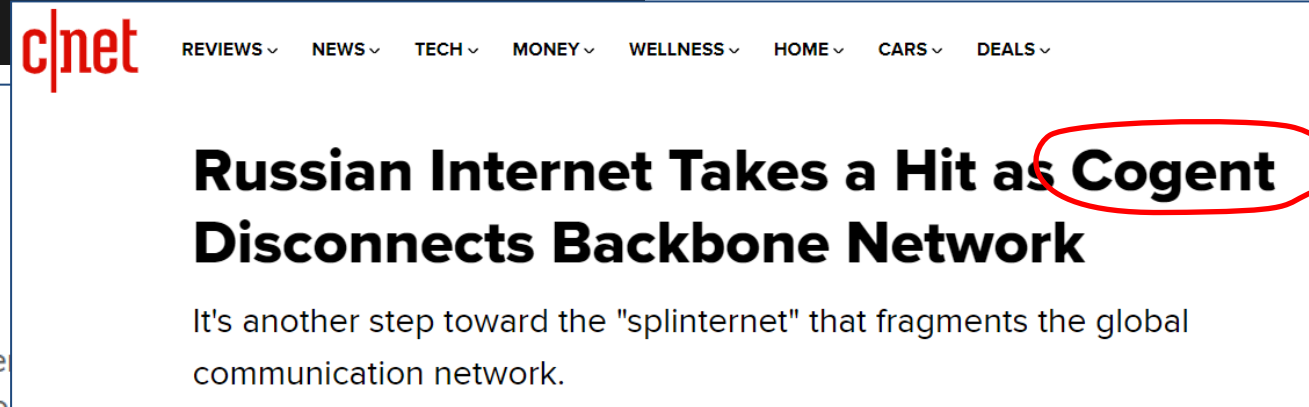 c|net REVIEWS NEWS TECH MONEY WELLNESS HOME CARS DEALS
Russian Internet Takes a Hit as Cogent
Disconnects Backbone Network
It's another step toward the "splinternet" that fragments the global
communication network.